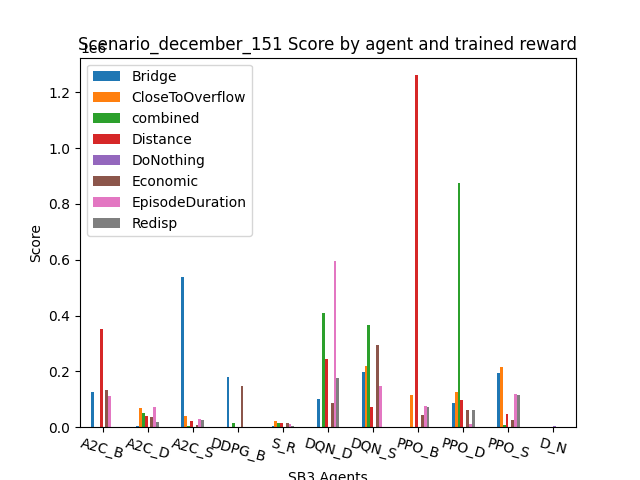 Scenario_december_151 Score by agent and trained reward
1e6
Bridge
CloseToOverflow
combined
Distance
DoNothing
Economic
EpisodeDuration
Redisp
1.2
1.0
0.8
0.6
0.4
0.2
0.0
Score
A2C_B
A2C_D
A2C_S
DDPG_B
S_R
DQN_D
DQN_S
PPO_B
PPO_D
PPO_S
D_N
SB3 Agents